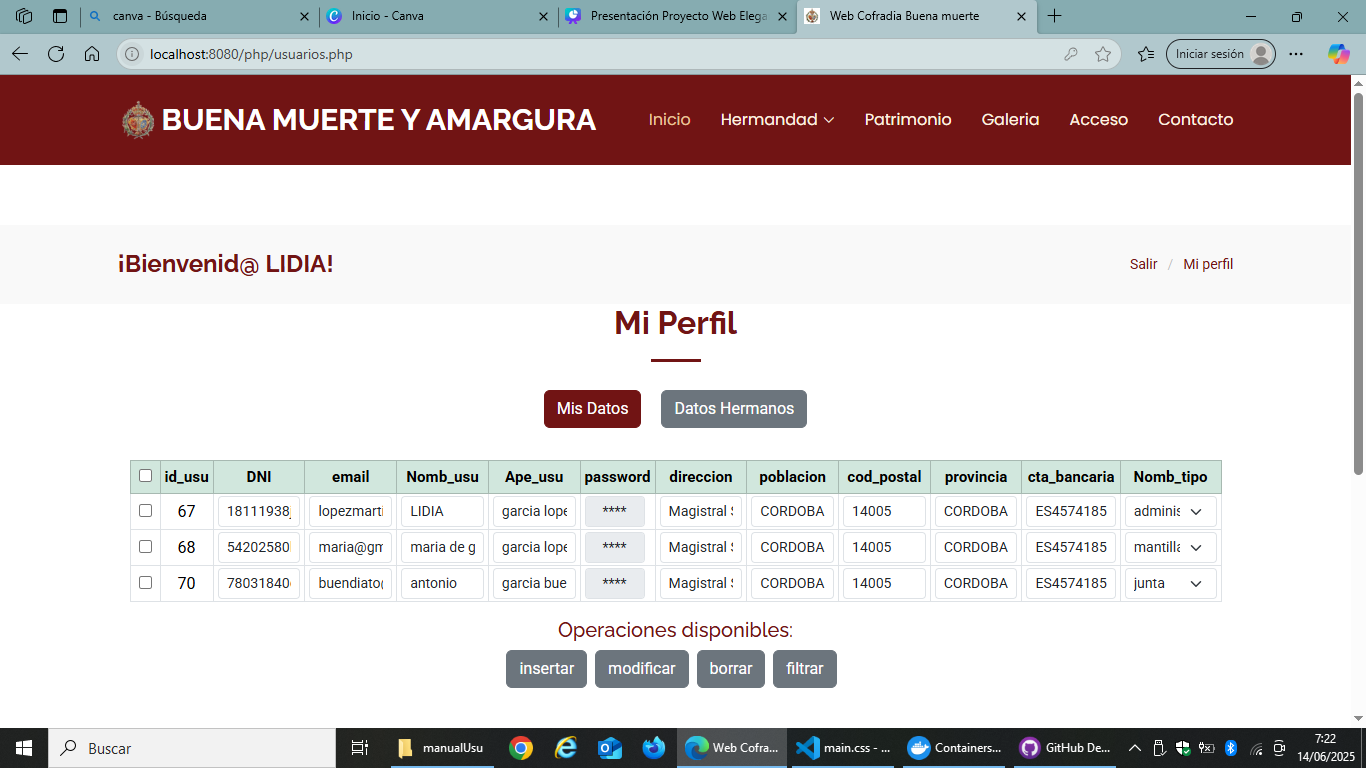 canva - Búsqueda
Inicio - Canva
Presentación Proyecto Web Elega
Web Cofradia Buena muerte
localhost:8080/php/usuarios.php
Iniciar sesión
BUENA MUERTE Y AMARGURA
Inicio Hermandad Patrimonio Galeria Acceso Contacto
¡Bienvenid@ LIDIA!
Salir / Mi perfil
Mi Perfil
Mis Datos Datos Hermanos
id_usu DNI email Nomb_usu Ape_usu password direccion poblacion cod_postal provincia cta_bancaria Nomb_tipo
67 18111938 lopezmarti LIDIA garcia lope **** Magistral S CORDOBA 14005 CORDOBA ES4574185 adminis
68 54202580 maria@gm maria de g garcia lope **** Magistral S CORDOBA 14005 CORDOBA ES4574185 mantilla
70 78031840 buendiato@ antonio garcia bue **** Magistral S CORDOBA 14005 CORDOBA ES4574185 junta
Operaciones disponibles:
insertar modificar borrar filtrar
Buscar
manualUsu
Web Cofra...
main.css - ...
Containers...
GitHub De...
7:22
14/06/2025